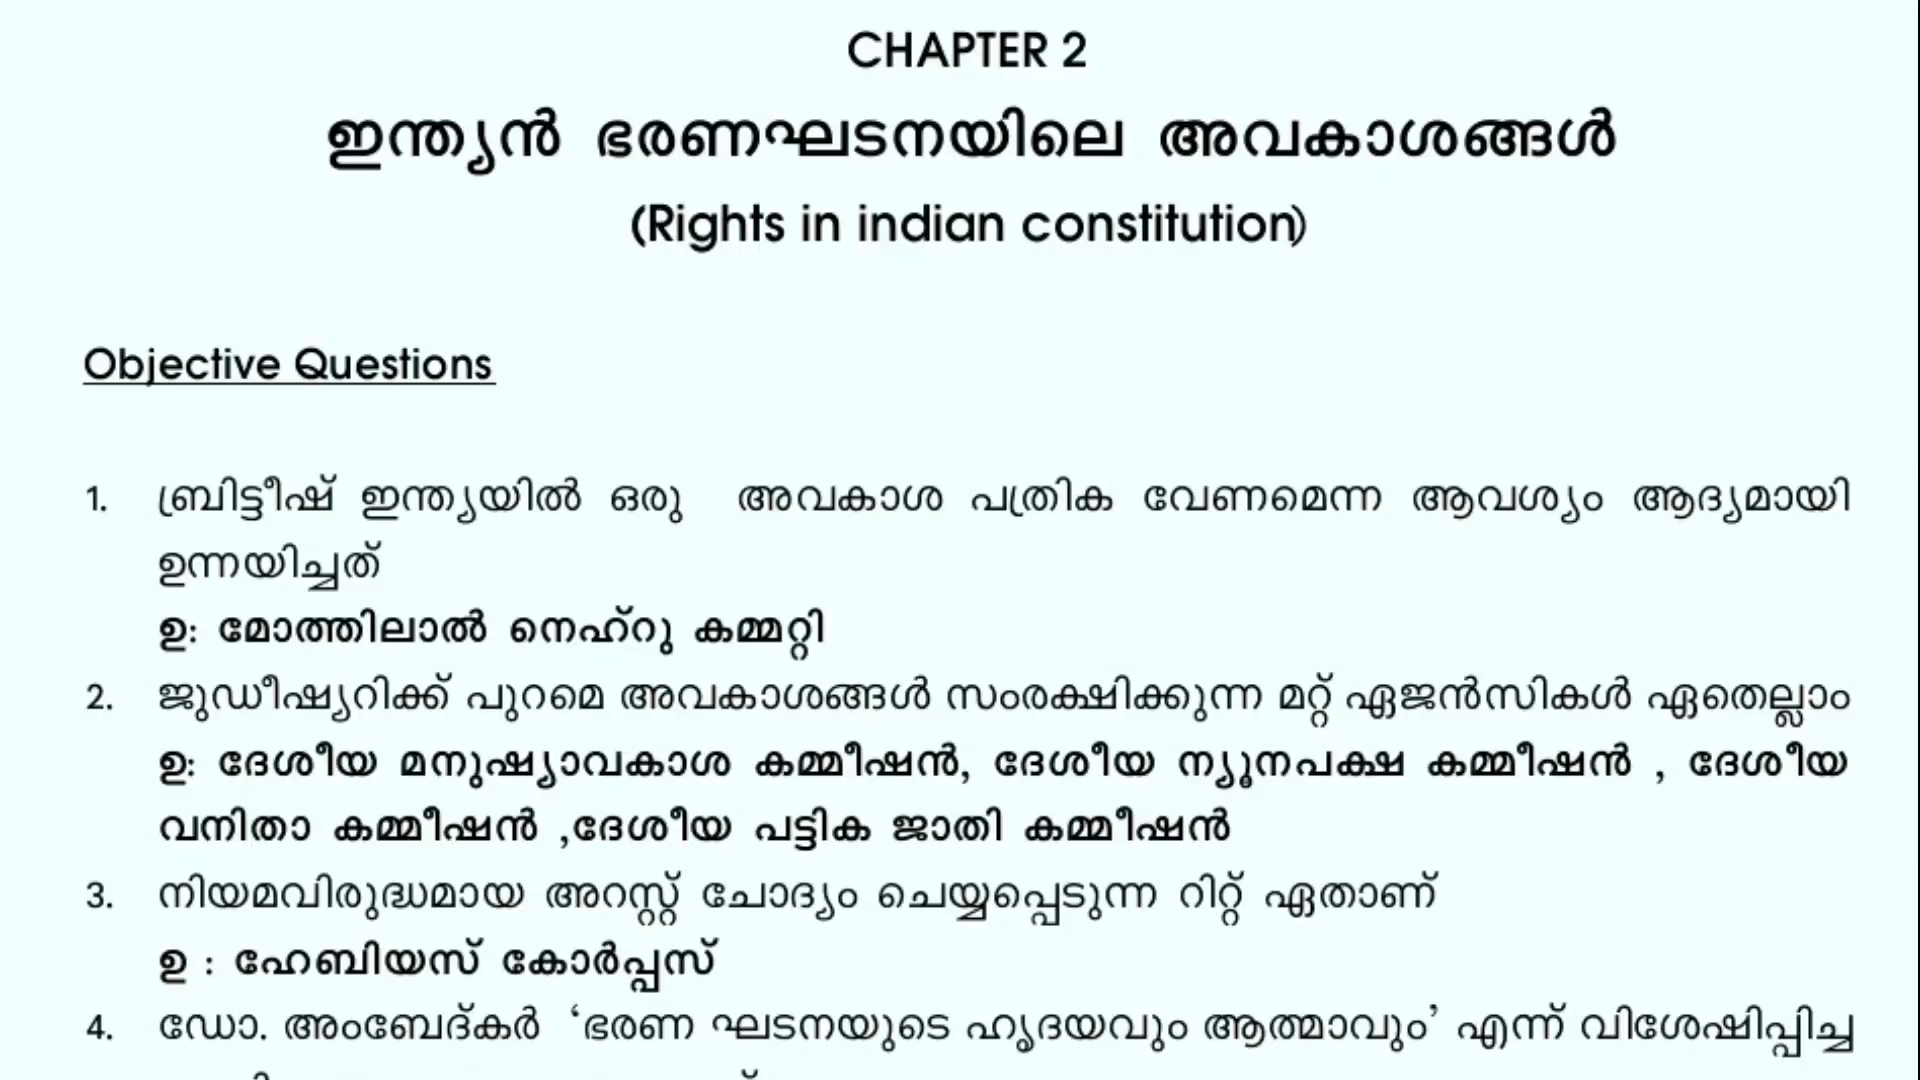 CHAPTER 2
ഇന്ത്യൻ ഭരണഘടനയിലെ അവകാശങ്ങൾ
(Rights in indian constitution)
Objective Questions
1. ബ്രിട്ടീഷ് ഇന്ത്യയിൽ ഒരു അവകാശ പത്രിക വേണമെന്ന ആവശ്യം ആദ്യമായി
ഉന്നയിച്ചത്
ഉ: മോത്തിലാൽ നെഹ്റു കമ്മറ്റി
2. ജുഡീഷ്യറിക്ക് പുറമെ അവകാശങ്ങൾ സംരക്ഷിക്കുന്ന മറ്റ് ഏജൻസികൾ ഏതെല്ലാം
ഉ: ദേശീയ മനുഷ്യാവകാശ കമ്മീഷൻ, ദേശീയ ന്യൂനപക്ഷ കമ്മീഷൻ , ദേശീയ
വനിതാ കമ്മീഷൻ ,ദേശീയ പട്ടിക ജാതി കമ്മീഷൻ
3. നിയമവിരുദ്ധമായ അറസ്റ്റ് ചോദ്യം ചെയ്യപ്പെടുന്ന റിറ്റ് ഏതാണ്
ഉ : ഹേബിയസ് കോർപ്പസ്
4. ഡോ. അംബേദ്കർ ‘ഭരണ ഘടനയുടെ ഹൃദയവും ആത്മാവും’ എന്ന് വിശേഷിപ്പിച്ച